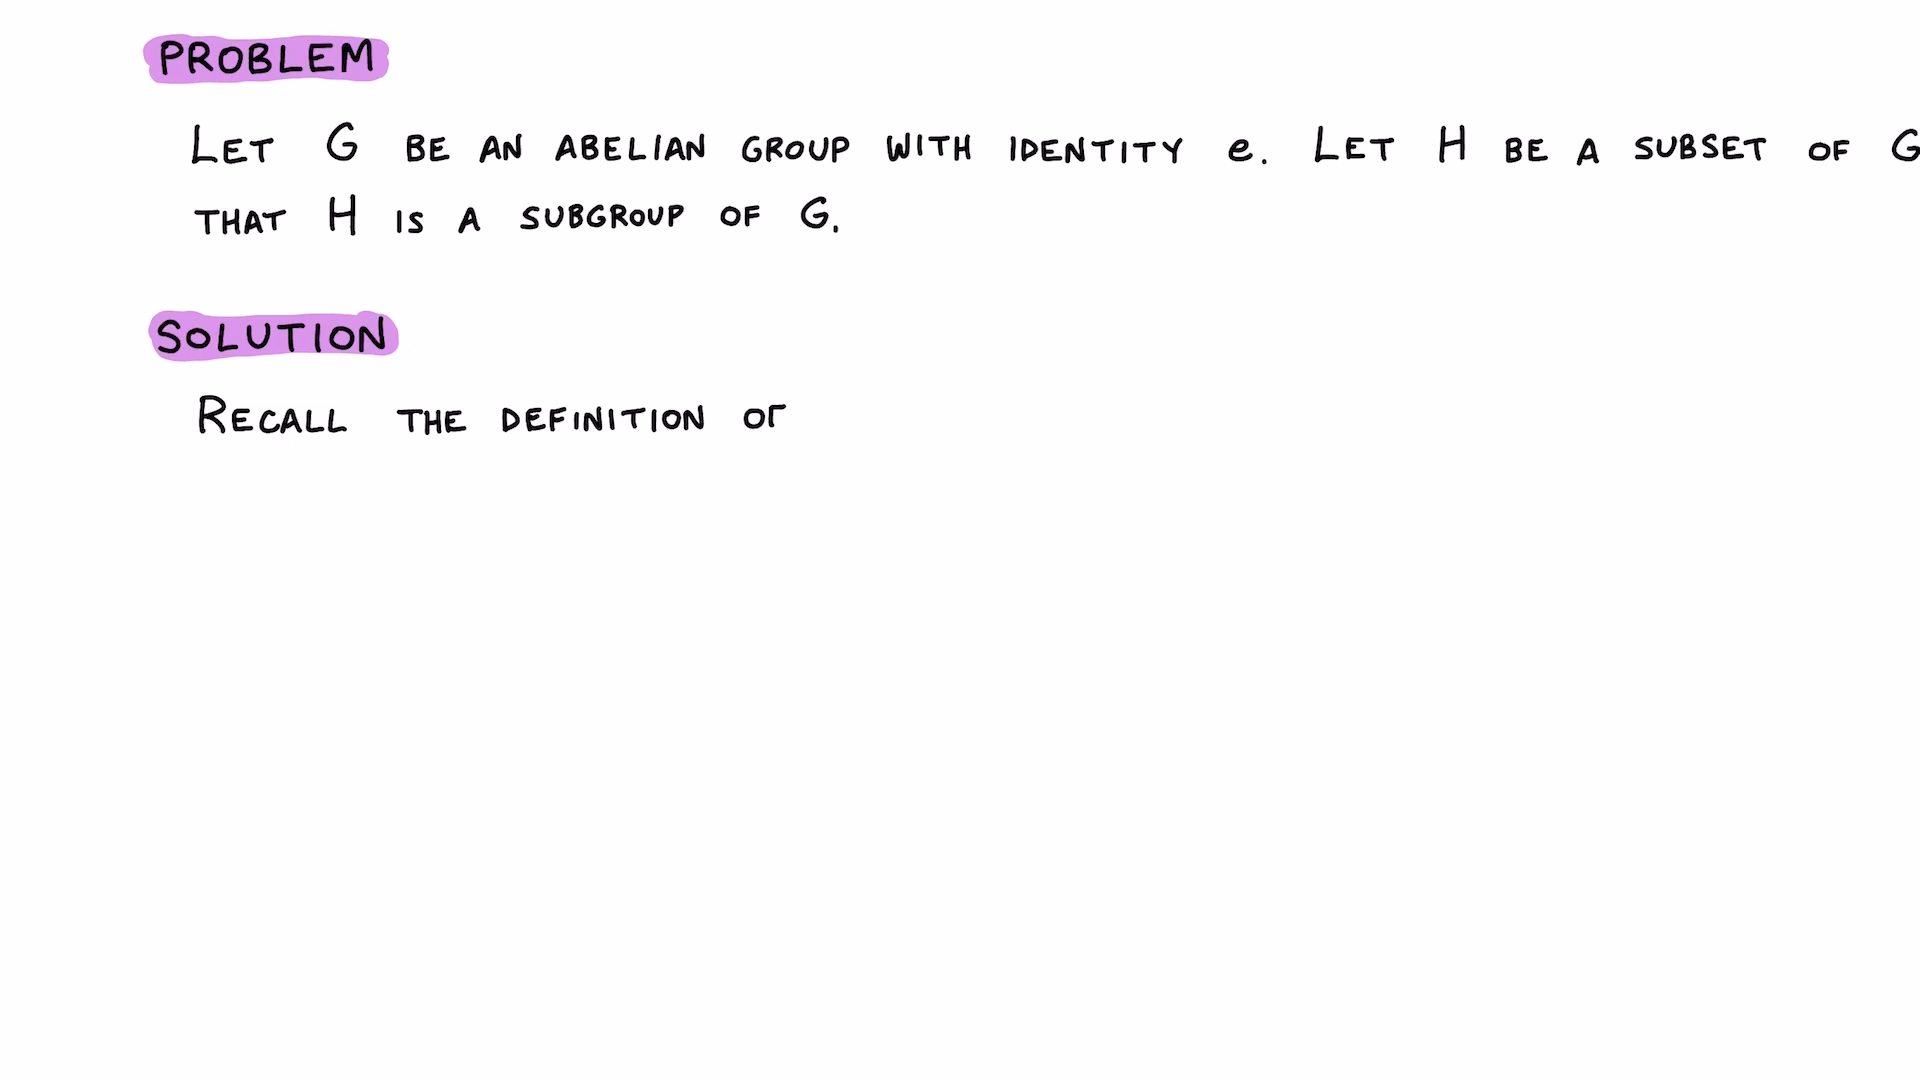 PROBLEM
LET G BE AN ABELIAN GROUP WITH IDENTITY e. LET H BE A SUBSET OF G
THAT H IS A SUBGROUP OF G.
SOLUTION
RECALL THE DEFINITION